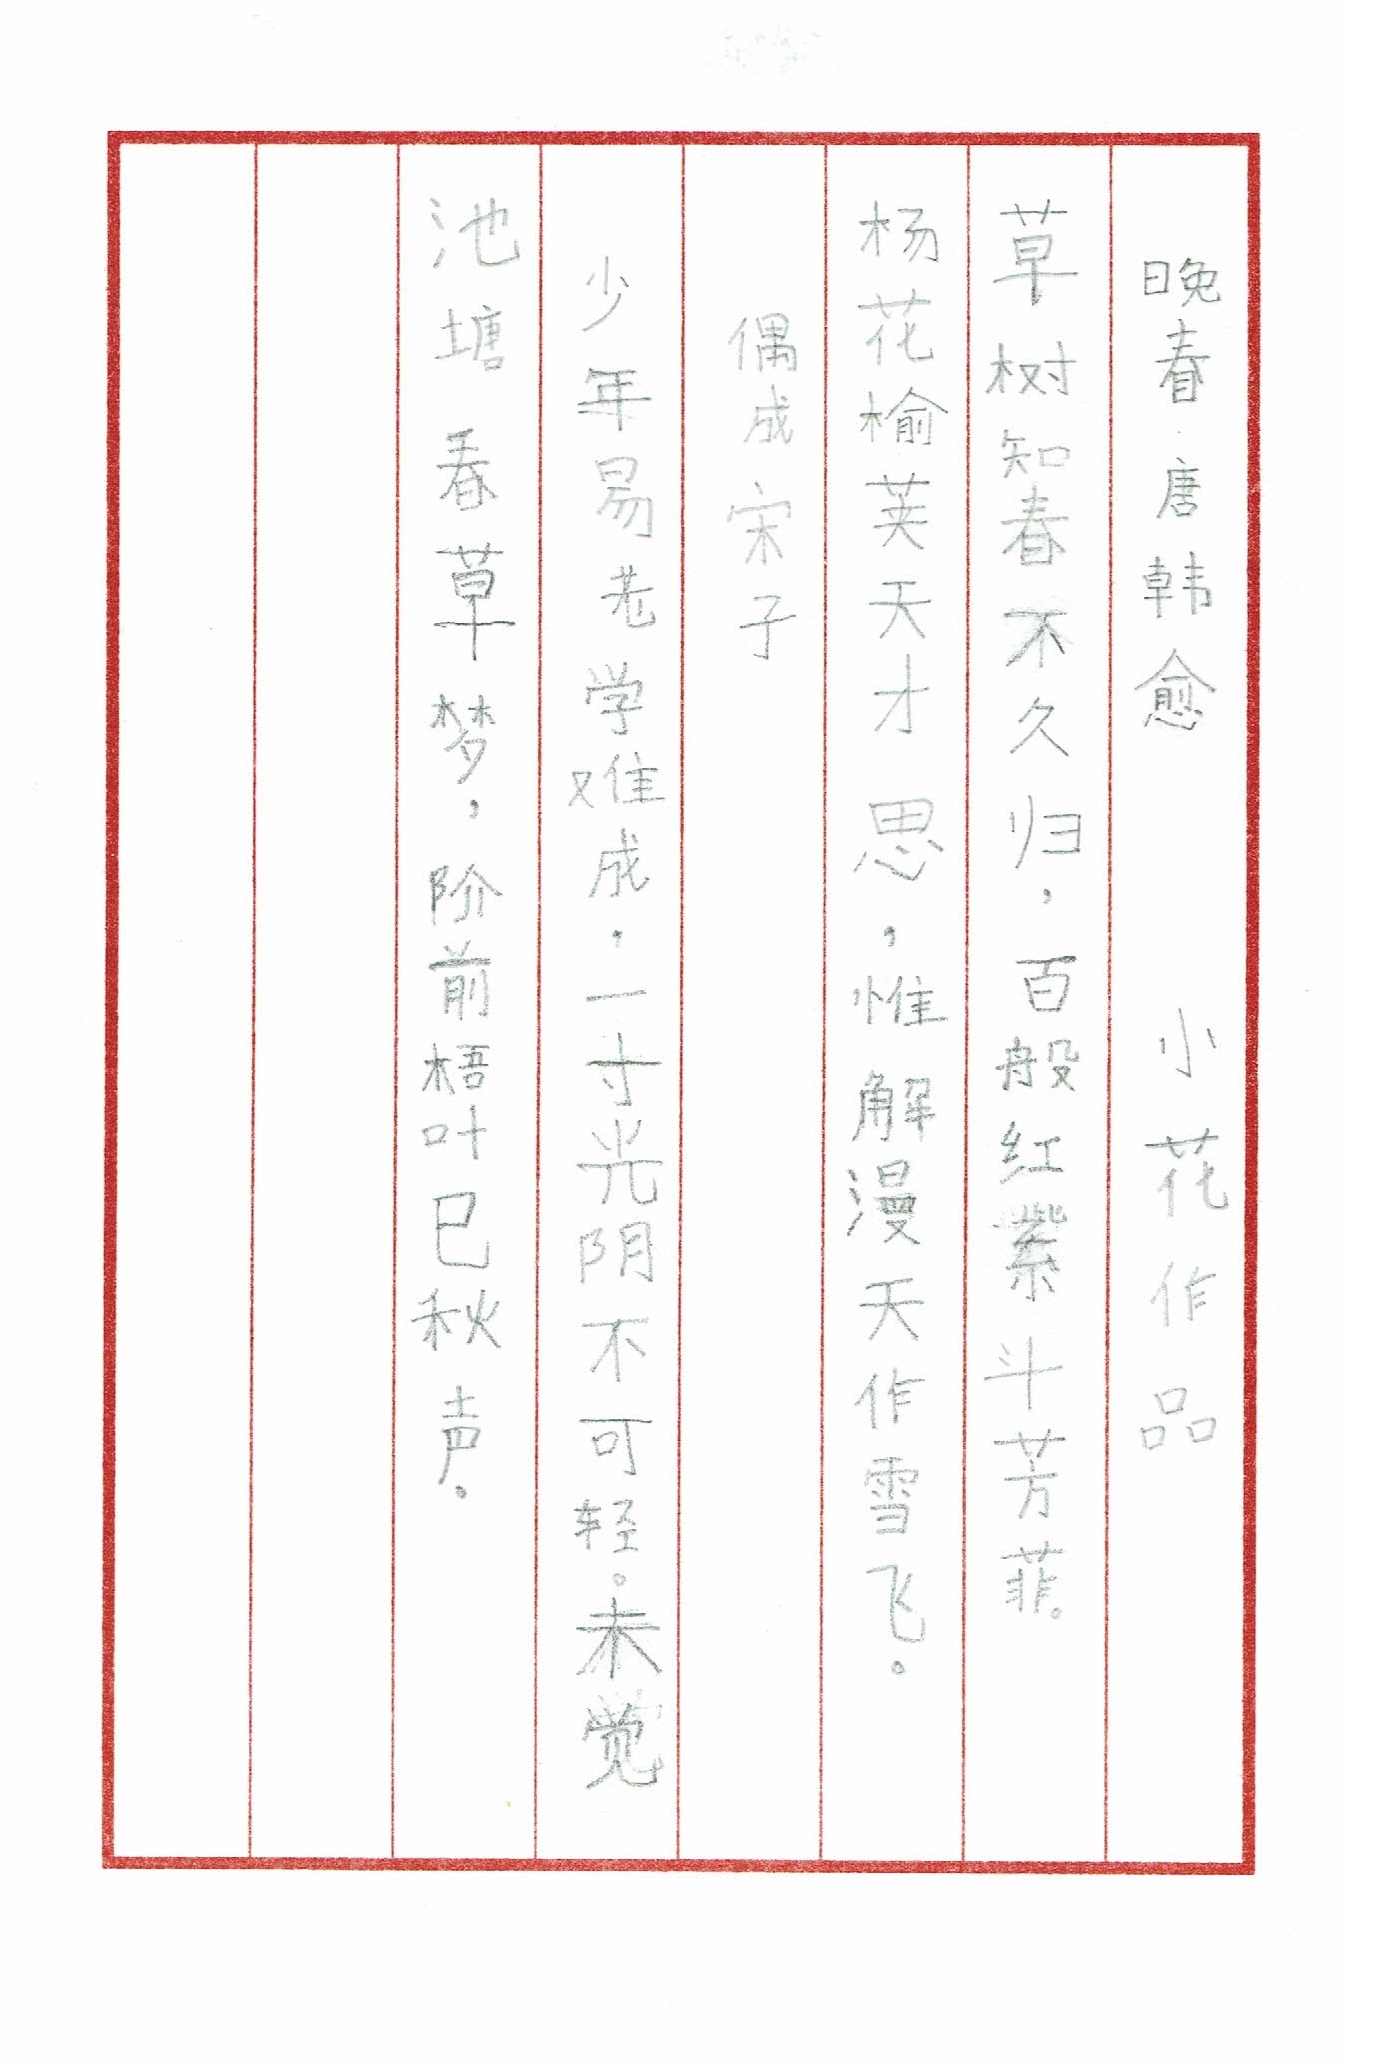 晚春·唐韩愈 小花作品
草树知春不久归，百般红紫斗芳菲。
杨花榆荚天才思，惟解漫天作雪飞。
偶成宋子
少年易老学难成，一寸光阴不可轻。未觉
池塘春草梦，阶前梧叶已秋声。